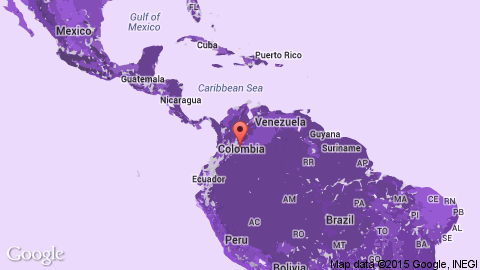 FL
Gulf of
Mexico
Mexico
Cuba
Puerto Rico
Guatemala
Caribbean Sea
Nicaragua
Venezuela
Guyana
Suriname
Colombia
RR
AP
Ecuador
AM
PA
MA
CE
RN
PB
PI
AC
Brazil
AL
TO
SE
RO
Peru
MT
BA
Bolivia
Google
Map data ©2015 Google, INEGI